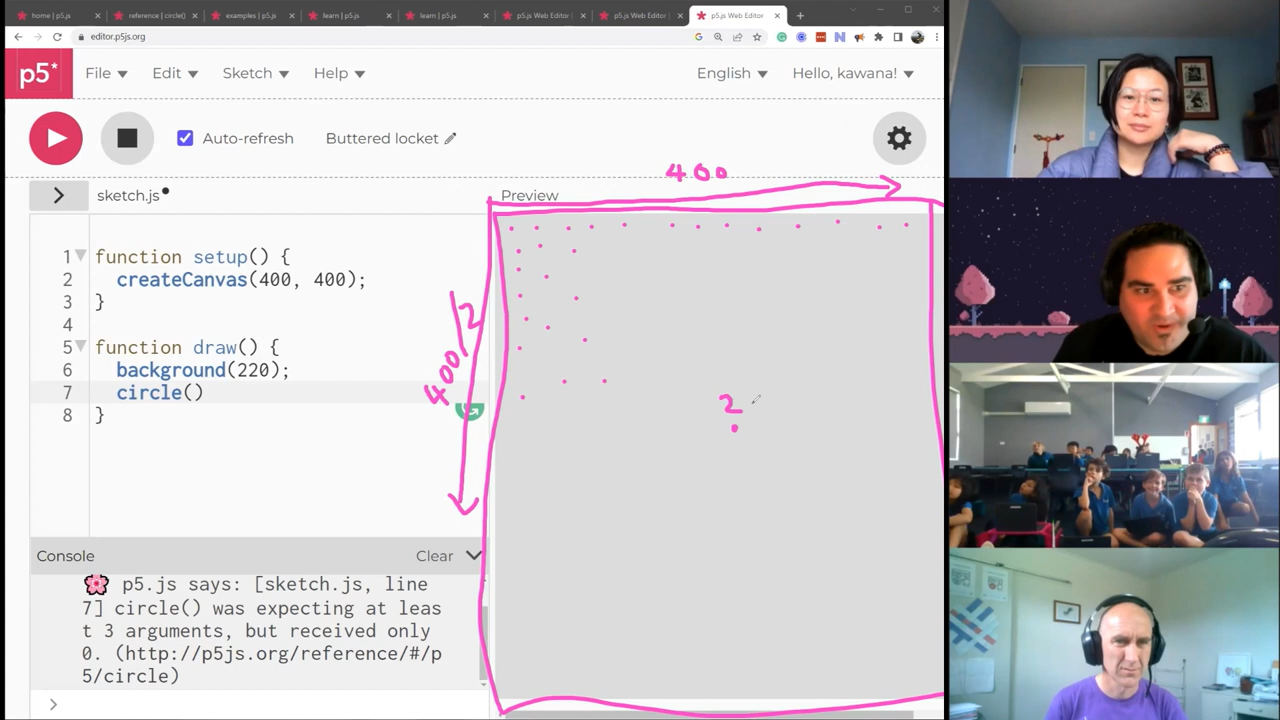 home | p5.js
reference | circle()
examples | p5.js
learn | p5.js
learn | p5.js
p5.js Web Editor
p5.js Web Editor
p5.js Web Editor
editor.p5js.org
p5*
File
Edit
Sketch
Help
English
Hello, kawana!
Auto-refresh
Buttered locket
400
sketch.js
Preview
1 function setup() {
2 createCanvas(400, 400);
3 }
4
5 function draw() {
6 background(220);
7 circle()
8 }
400/2
2
Console
Clear
🌸 p5.js says: [sketch.js, line
7] circle() was expecting at leas
t 3 arguments, but received only
0. (http://p5js.org/reference/#/p
5/circle)
>